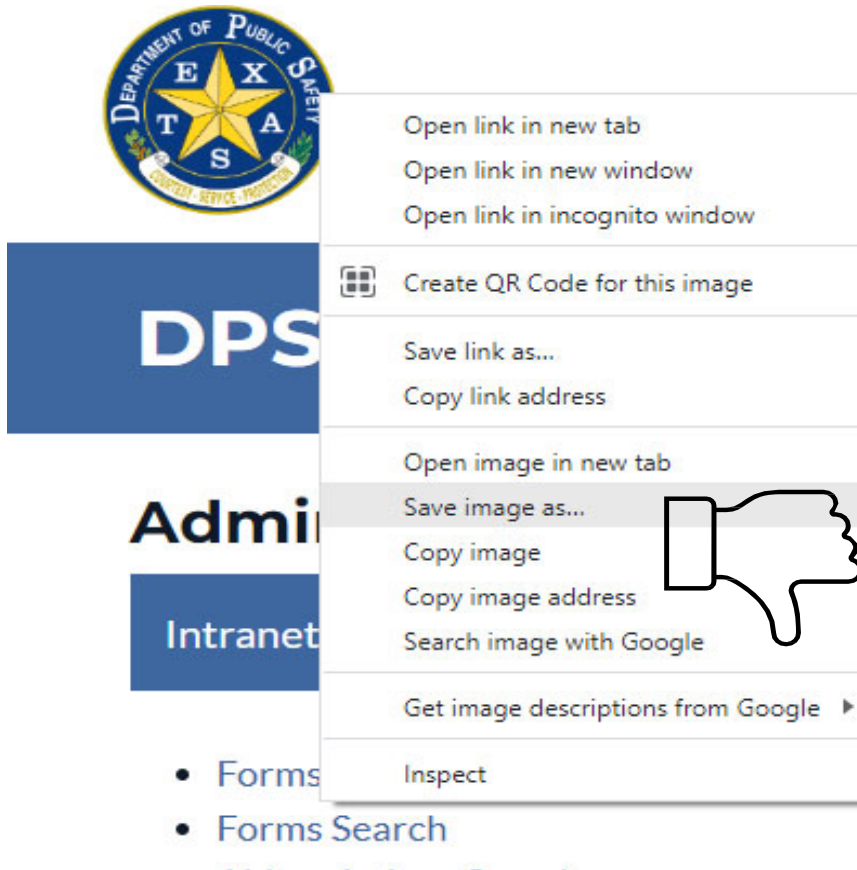 DEPARTMENT OF PUBLIC SAFETY
E X
T A
S
COURTESY - SERVICE - PROTECTION
Open link in new tab
Open link in new window
Open link in incognito window
Create QR Code for this image
DPS
Save link as...
Copy link address
Open image in new tab
Admi
Save image as...
Copy image
Copy image address
Intranet
Search image with Google
Get image descriptions from Google
Forms
Inspect
Forms Search